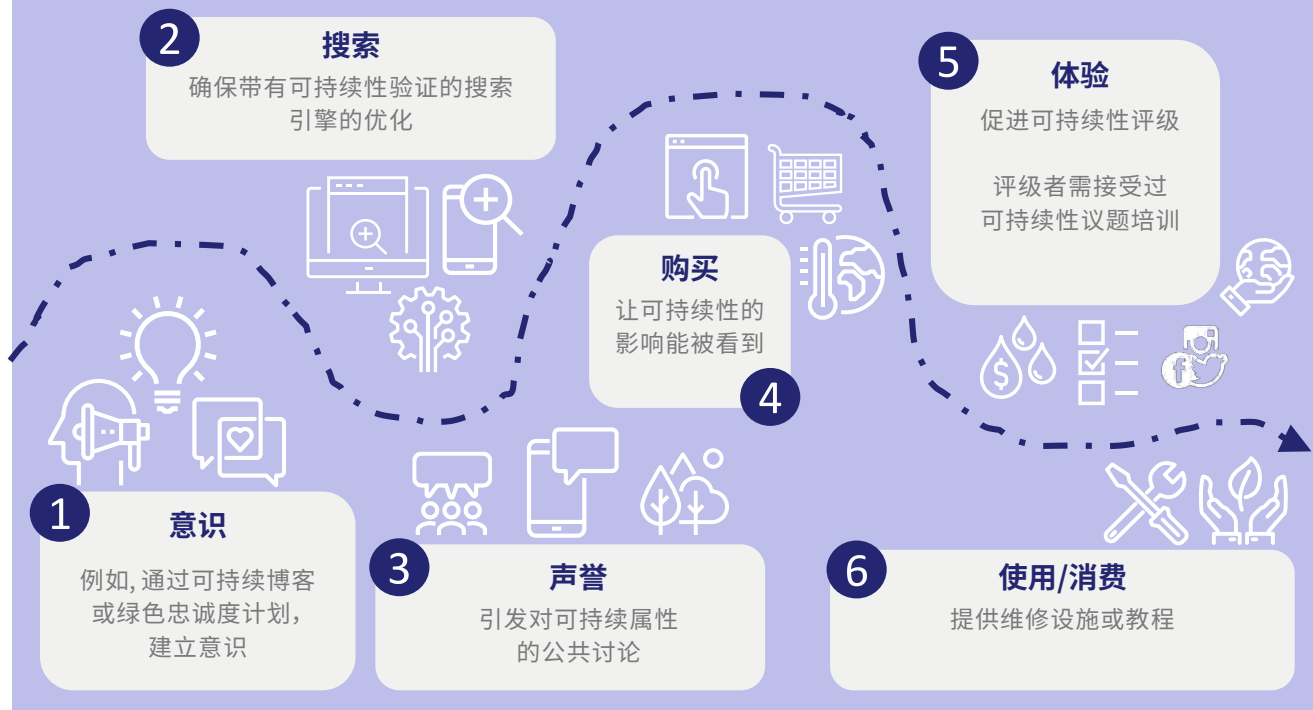 1
意识
例如, 通过可持续博客
或绿色忠诚度计划，
建立意识
2
搜索
确保带有可持续性验证的搜索
引擎的优化
3
声誉
引发对可持续属性
的公共讨论
4
购买
让可持续性的
影响能被看到
5
体验
促进可持续性评级
评级者需接受过
可持续性议题培训
6
使用/消费
提供维修设施或教程
$
f